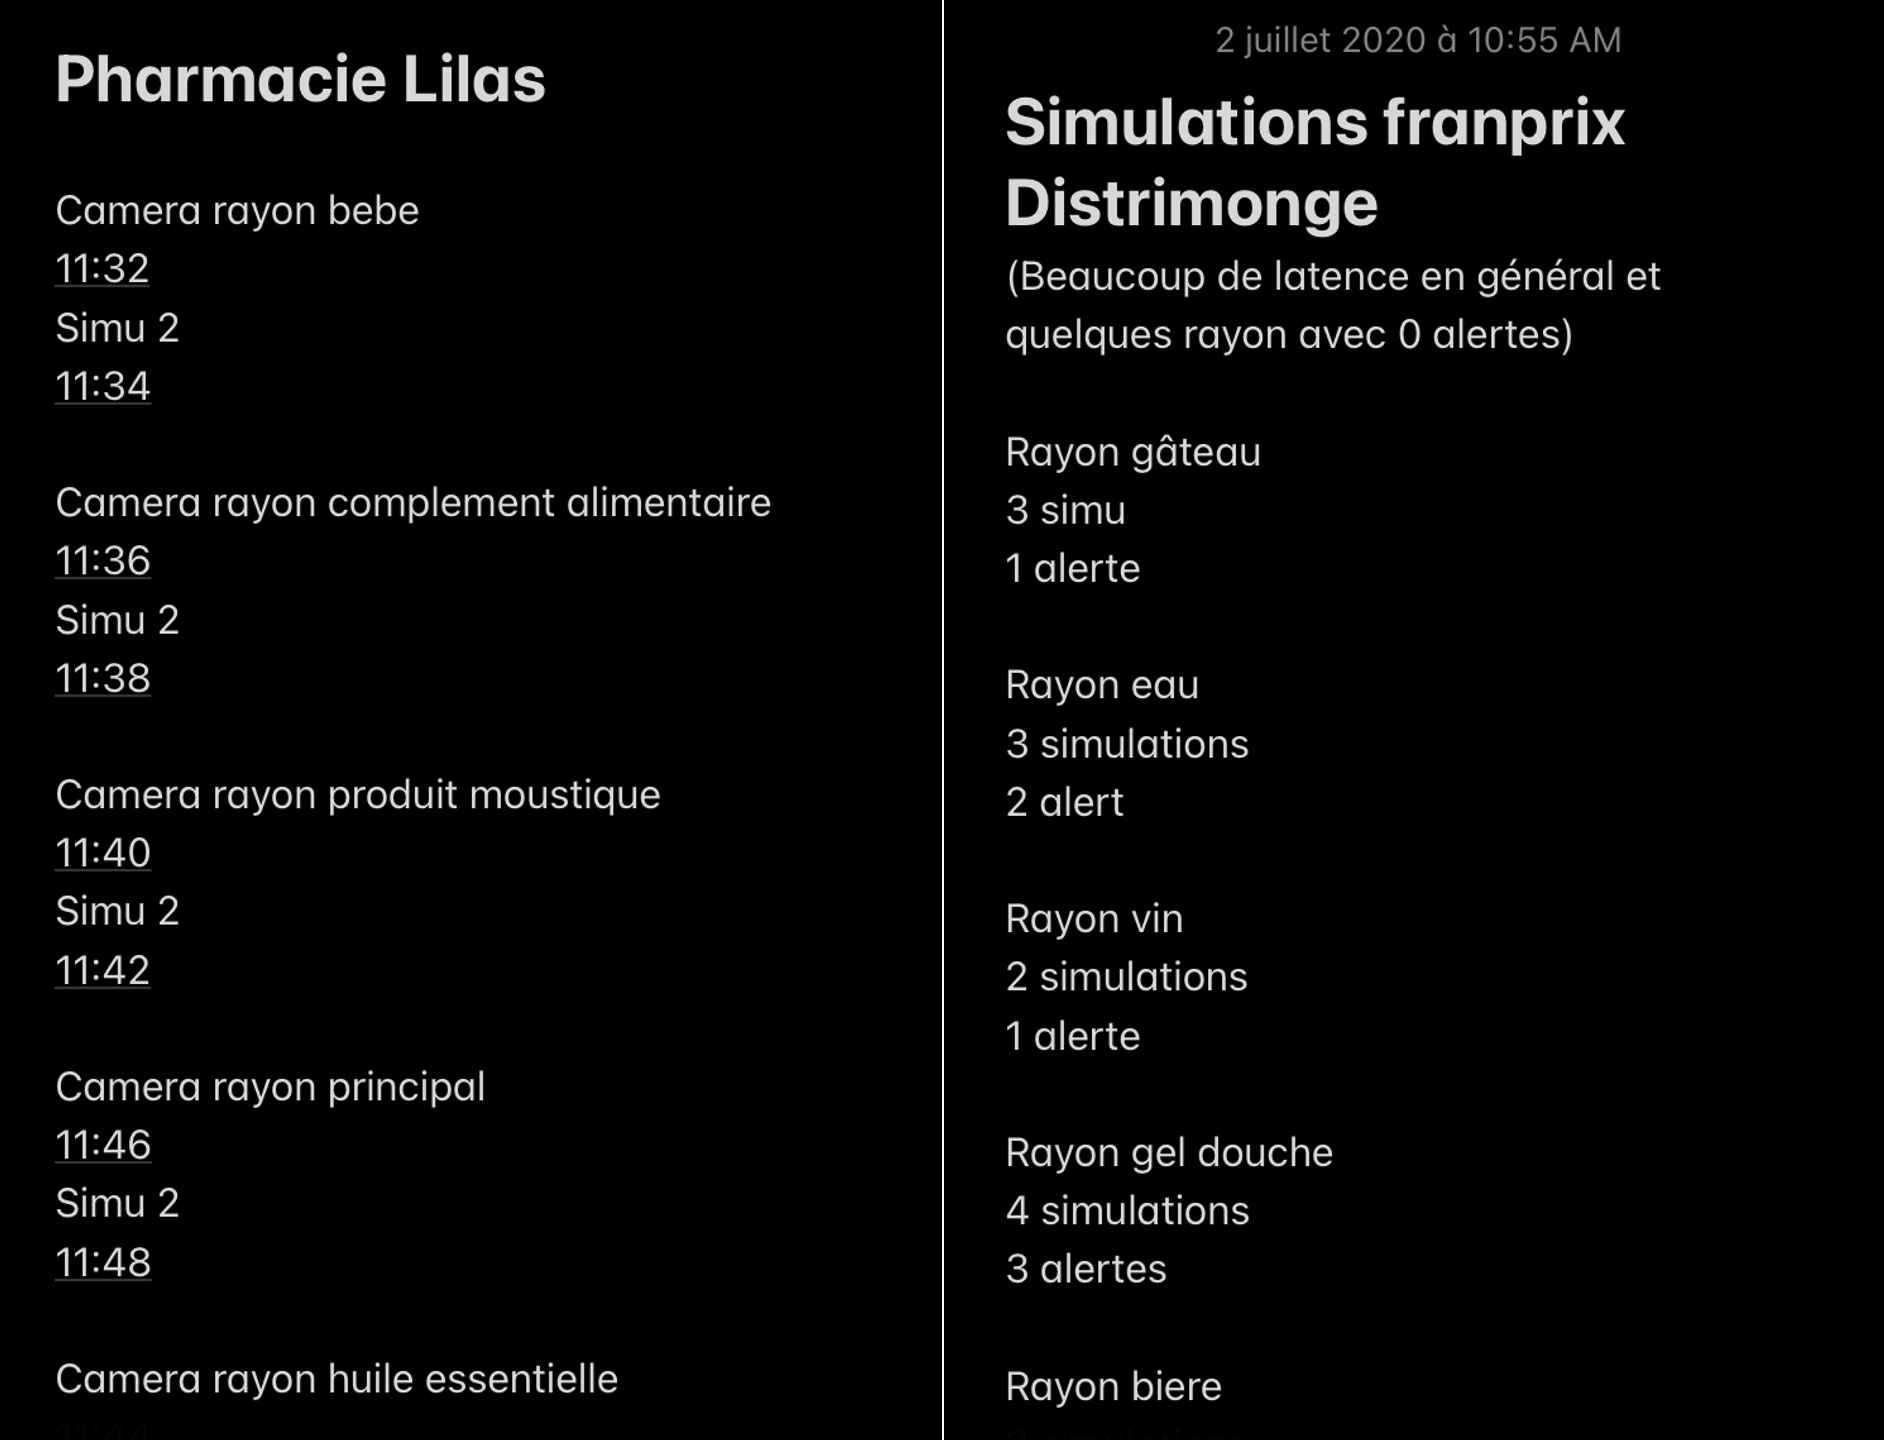 Pharmacie Lilas
Camera rayon bebe
11:32
Simu 2
11:34
Camera rayon complement alimentaire
11:36
Simu 2
11:38
Camera rayon produit moustique
11:40
Simu 2
11:42
Camera rayon principal
11:46
Simu 2
11:48
Camera rayon huile essentielle
2 juillet 2020 à 10:55 AM
Simulations franprix
Distrimonge
(Beaucoup de latence en général et
quelques rayon avec 0 alertes)
Rayon gâteau
3 simu
1 alerte
Rayon eau
3 simulations
2 alert
Rayon vin
2 simulations
1 alerte
Rayon gel douche
4 simulations
3 alertes
Rayon biere